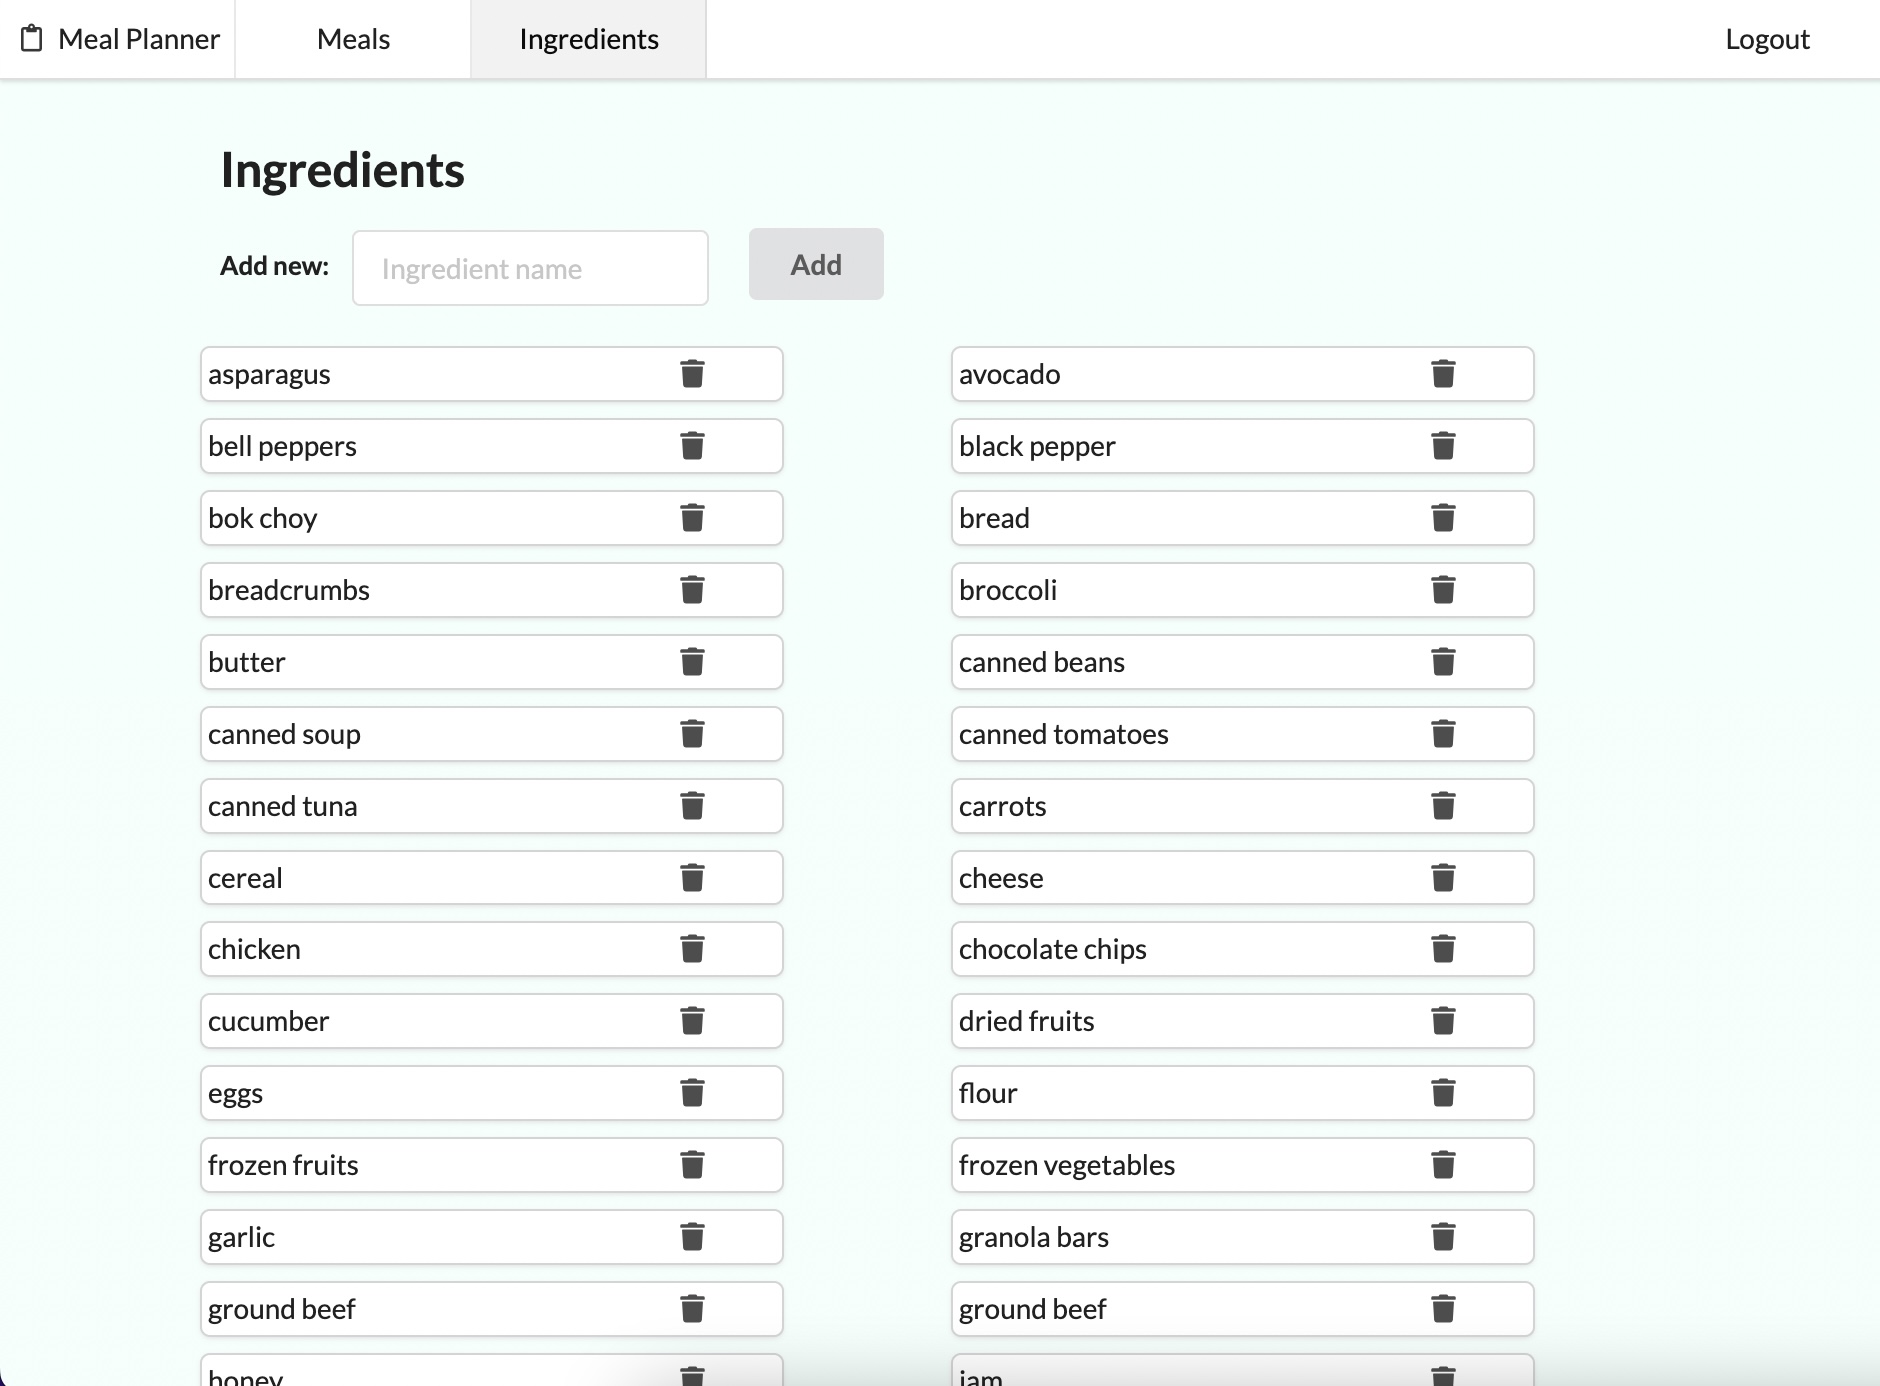 Meal Planner Meals Ingredients Logout
Ingredients
Add new: Ingredient name Add
asparagus avocado
bell peppers black pepper
bok choy bread
breadcrumbs broccoli
butter canned beans
canned soup canned tomatoes
canned tuna carrots
cereal cheese
chicken chocolate chips
cucumber dried fruits
eggs flour
frozen fruits frozen vegetables
garlic granola bars
ground beef ground beef
honey jam